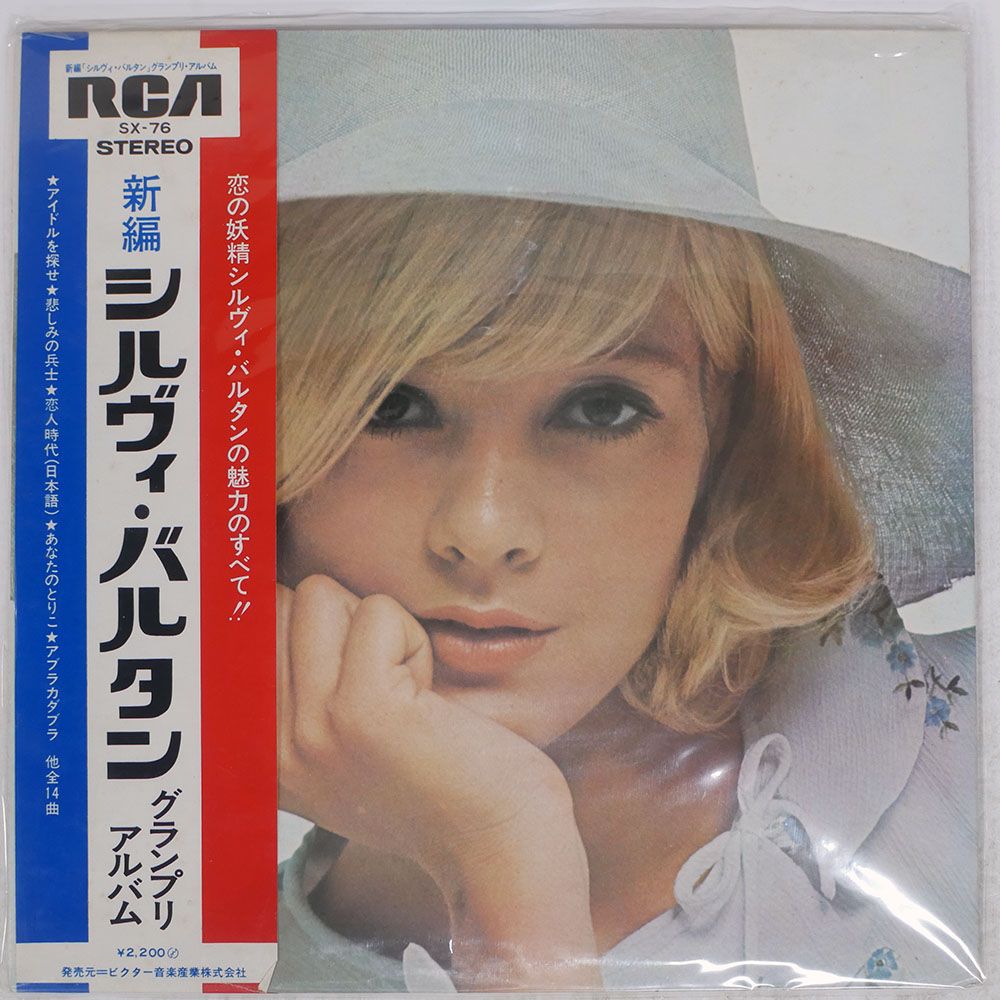 新編「シルヴィ・バルタン」グランプリ・アルバム
RCA
SX-76
STEREO
恋の妖精シルヴィ・バルタンの魅力のすべて!!
新編
シルヴィ・バルタン
グランプリ
アルバム
★アイドルを探せ★悲しみの兵士★恋人時代(日本語)★あなたのとりこ★アブラカダブラ 他全14曲
¥2,200
発売元=ビクター音楽産業株式会社